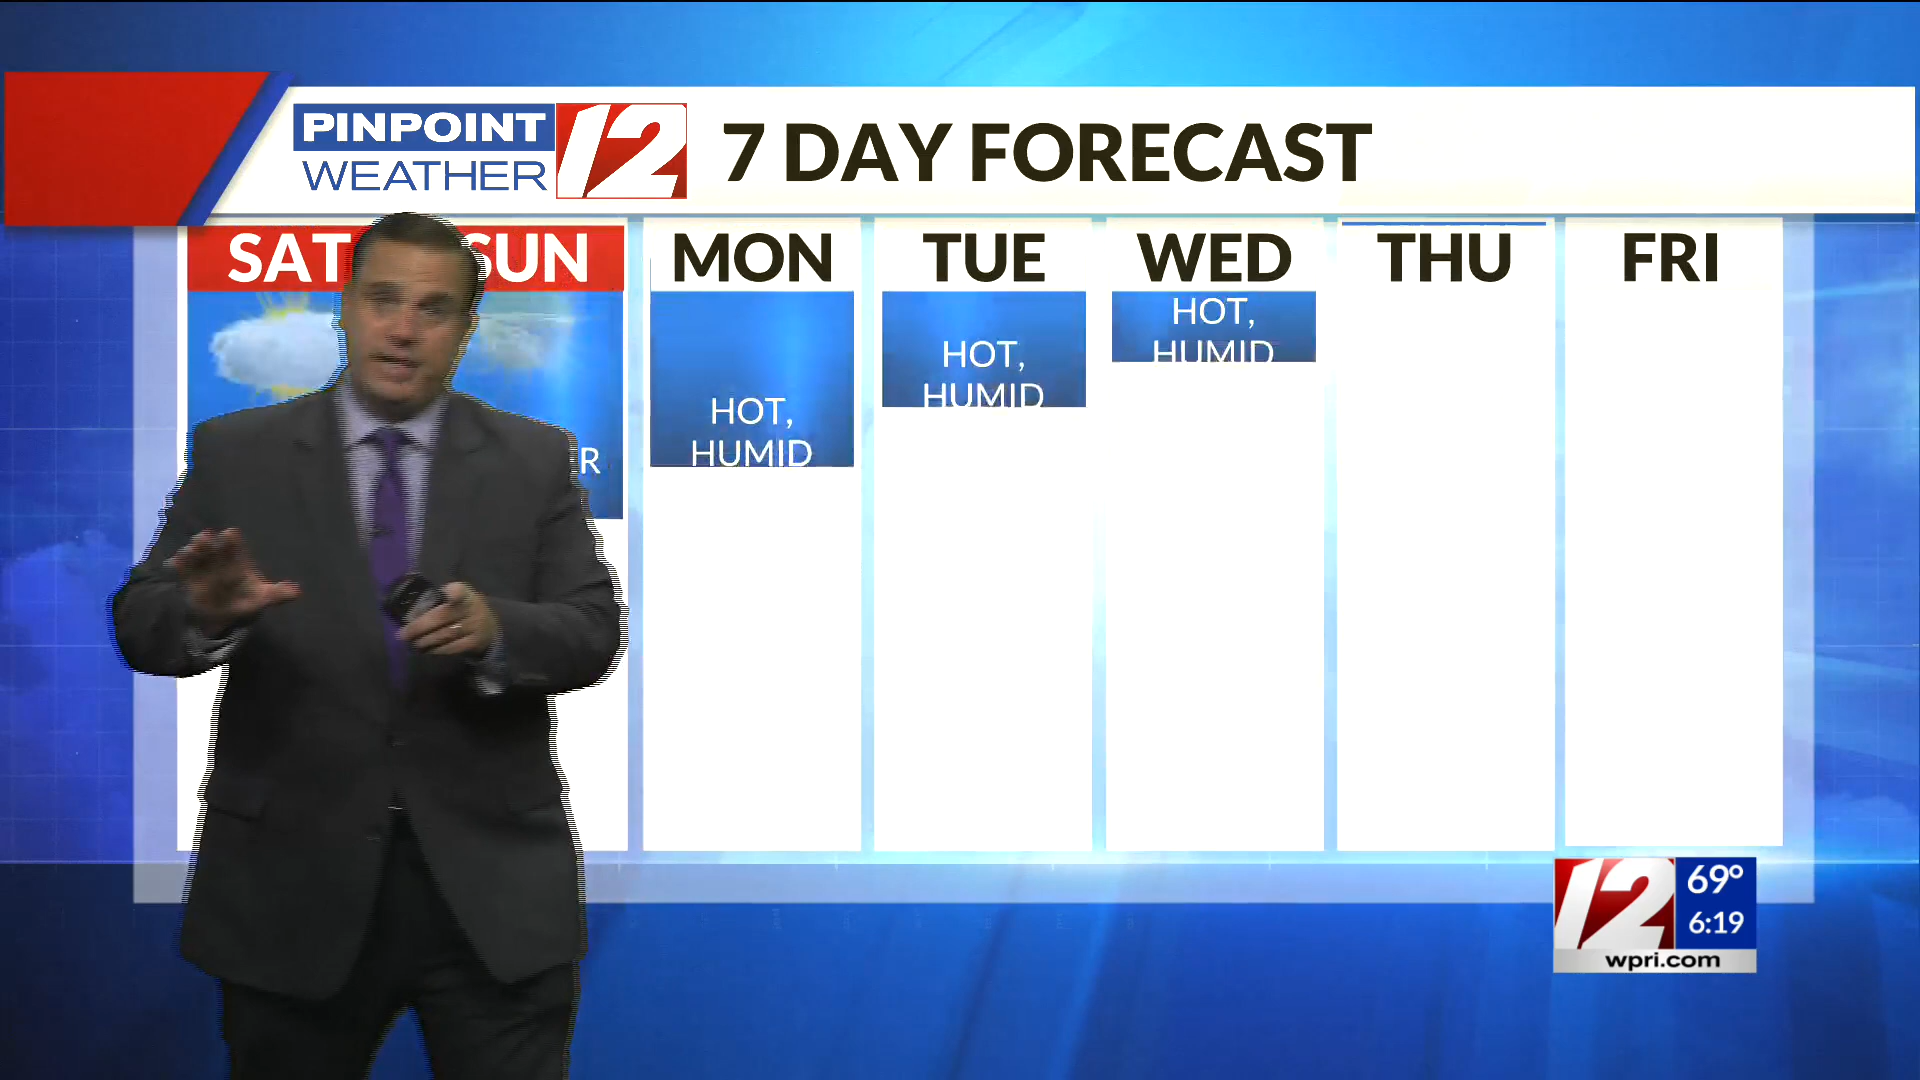 PINPOINT
WEATHER
12
7 DAY FORECAST
SAT SUN MON TUE WED THU FRI
R
HOT,
HUMID
HOT,
HUMID
HOT,
HUMID
12
69°
6:19
wpri.com